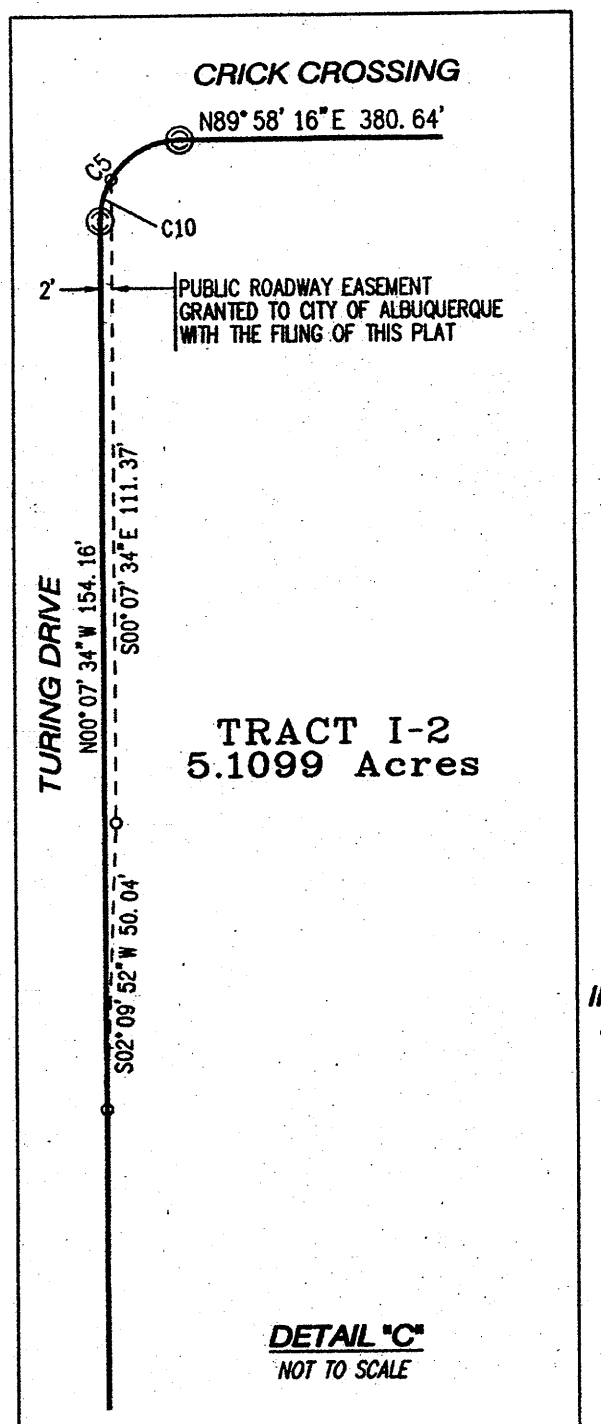 CRICK CROSSING
N89°58'16"E 380.64'
C5
C10
2'
PUBLIC ROADWAY EASEMENT
GRANTED TO CITY OF ALBUQUERQUE
WITH THE FILING OF THIS PLAT
TURING DRIVE
N00°07'34"W 154.16'
S00°07'34"E 111.37'
TRACT I-2
5.1099 Acres
S02°09'52"W 50.04'
DETAIL "C"
NOT TO SCALE